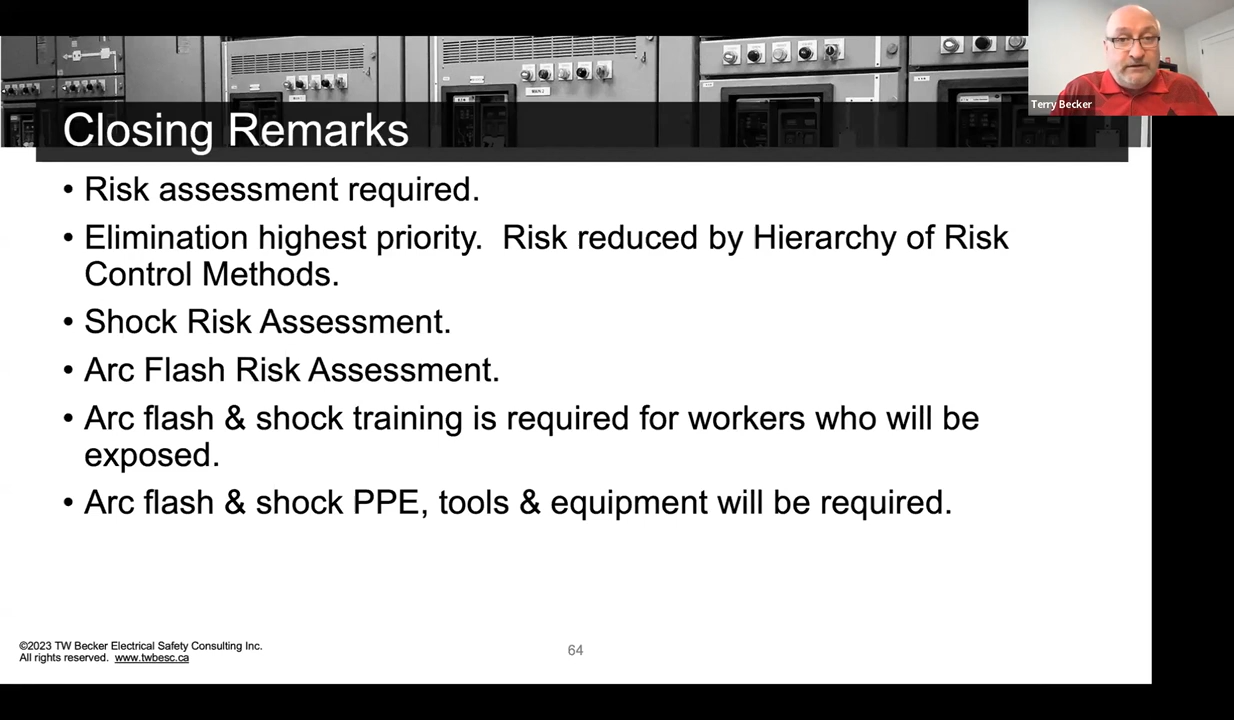 Terry Becker
Closing Remarks
• Risk assessment required.
• Elimination highest priority.  Risk reduced by Hierarchy of Risk
Control Methods.
• Shock Risk Assessment.
• Arc Flash Risk Assessment.
• Arc flash & shock training is required for workers who will be
exposed.
• Arc flash & shock PPE, tools & equipment will be required.
©2023 TW Becker Electrical Safety Consulting Inc.
All rights reserved.  www.twbesc.ca
64